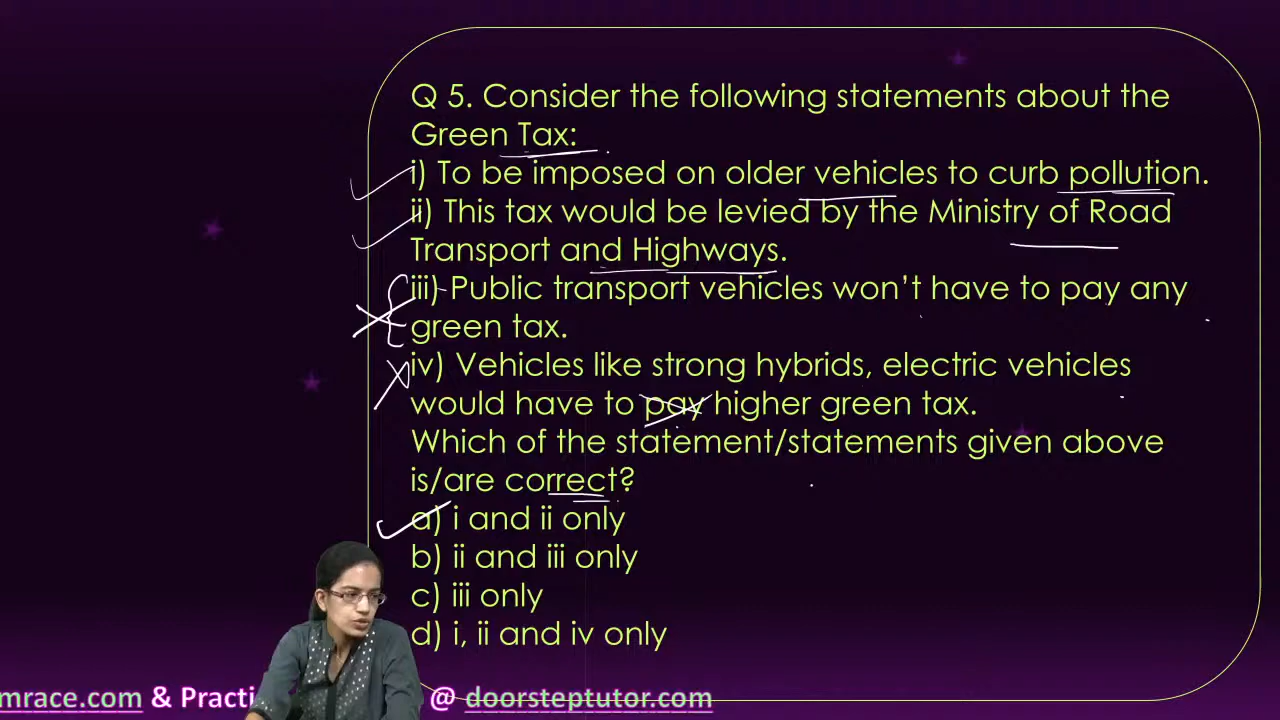 Q 5. Consider the following statements about the
Green Tax:
i) To be imposed on older vehicles to curb pollution.
ii) This tax would be levied by the Ministry of Road
Transport and Highways.
iii) Public transport vehicles won’t have to pay any
green tax.
iv) Vehicles like strong hybrids, electric vehicles
would have to pay higher green tax.
Which of the statement/statements given above
is/are correct?
a) i and ii only
b) ii and iii only
c) iii only
d) i, ii and iv only
mrace.com & Practi @ doorsteptutor.com